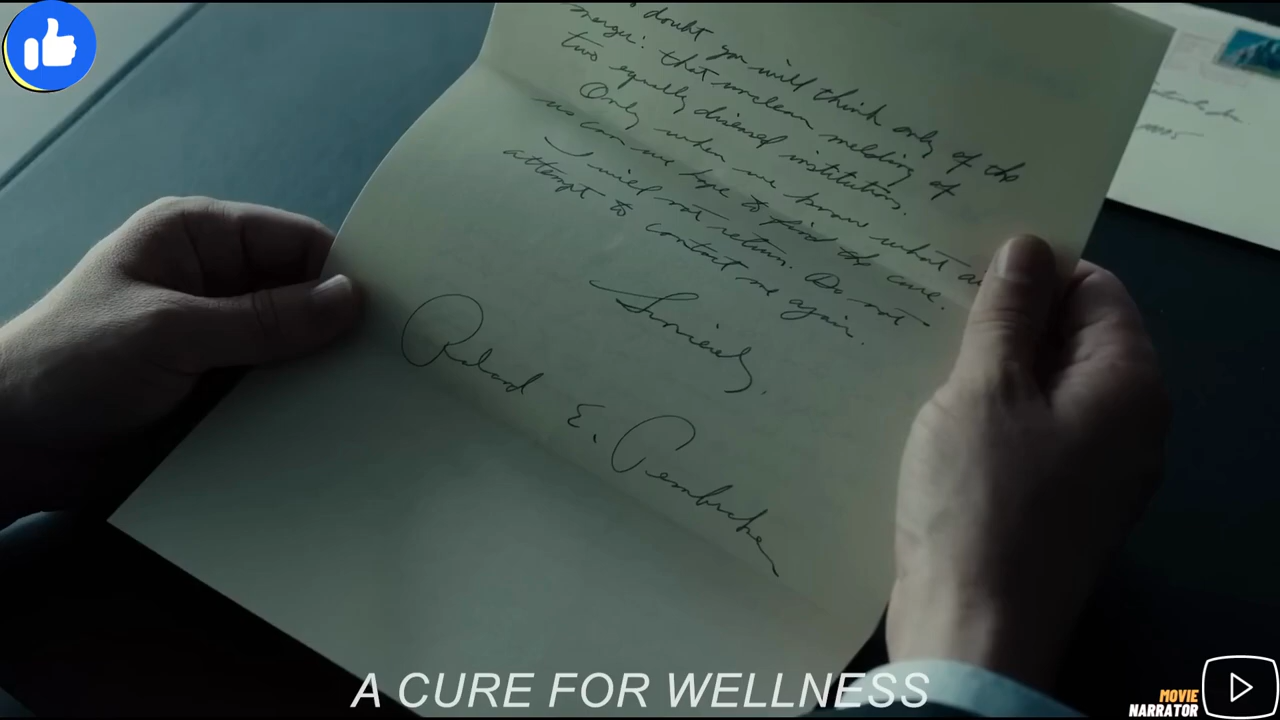 doubt you will think only of the
merger: that unclean melding of
two equally diseased institutions.
Only when we know what
us can we hope to find the cure.
I will not return. Do not
attempt to contact me again.
Sincerely,
Roland E. Pembroke
A CURE FOR WELLNESS
MOVIE
NARRATOR